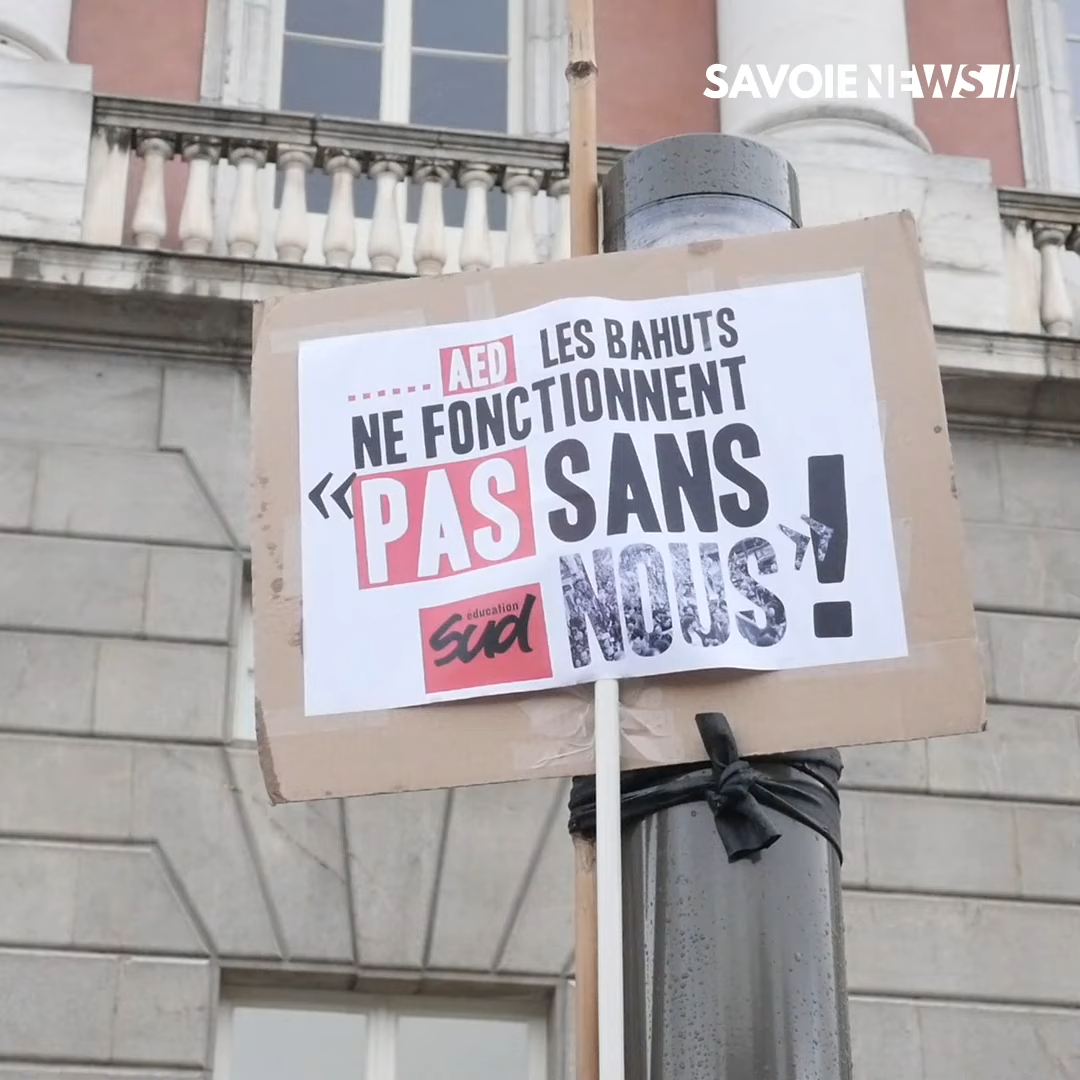 SAVOIE NEWS
...... AED LES BAHUTS
NE FONCTIONNENT
« PAS SANS
NOUS » !
éducation
Sud